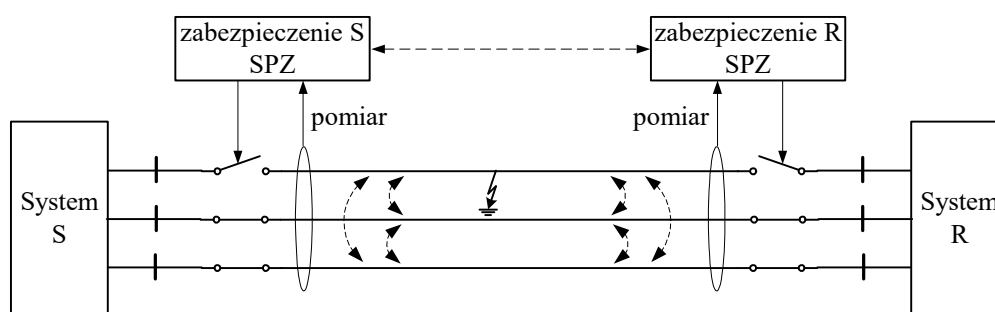 zabezpieczenie S
SPZ
zabezpieczenie R
SPZ
pomiar
pomiar
System
S
System
R